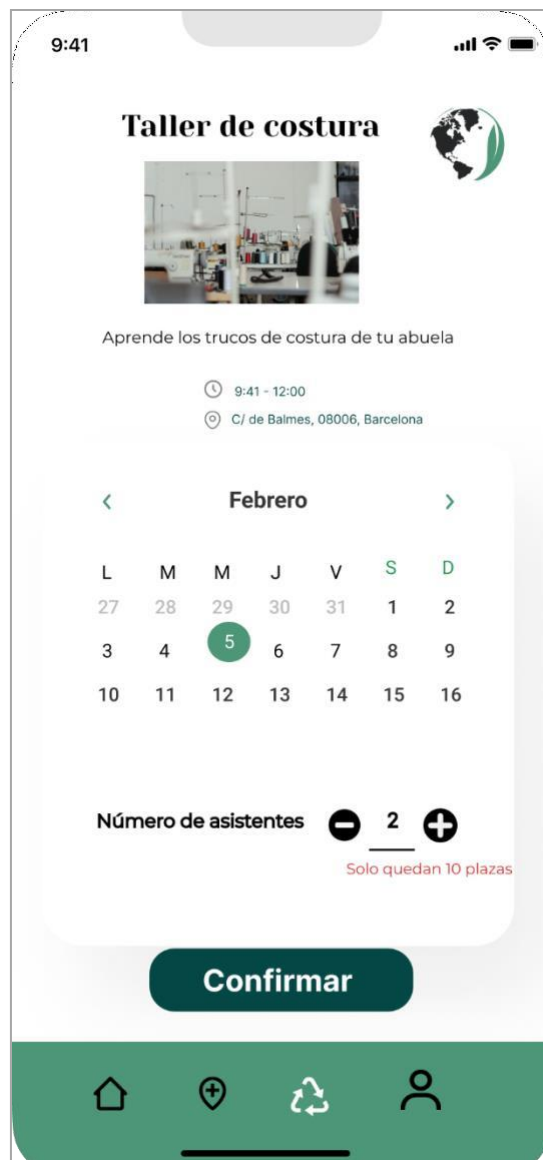 9:41
Taller de costura
Aprende los trucos de costura de tu abuela
9:41 - 12:00
C/ de Balmes, 08006, Barcelona
Febrero
L M M J V S D
27 28 29 30 31 1 2
3 4 5 6 7 8 9
10 11 12 13 14 15 16
Número de asistentes 2
Solo quedan 10 plazas
Confirmar